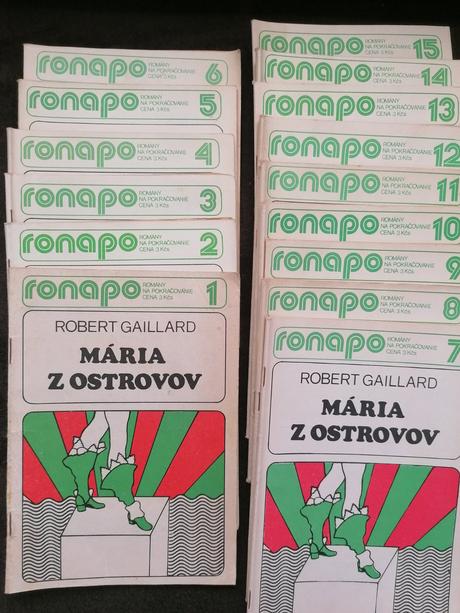 ronapo ROMÁNY NA POKRAČOVANIE CENA 3 Kčs 6
ronapo ROMÁNY NA POKRAČOVANIE CENA 3 Kčs 5
ronapo ROMÁNY NA POKRAČOVANIE CENA 3 Kčs 4
ronapo ROMÁNY NA POKRAČOVANIE CENA 3 Kčs 3
ronapo ROMÁNY NA POKRAČOVANIE CENA 3 Kčs 2
ronapo ROMÁNY NA POKRAČOVANIE CENA 3 Kčs 1
ROBERT GAILLARD
MÁRIA
Z OSTROVOV
ronapo ROMÁNY NA POKRAČOVANIE CENA 3 Kčs 15
ronapo ROMÁNY NA POKRAČOVANIE CENA 3 Kčs 14
ronapo ROMÁNY NA POKRAČOVANIE CENA 3 Kčs 13
ronapo ROMÁNY NA POKRAČOVANIE CENA 3 Kčs 12
ronapo ROMÁNY NA POKRAČOVANIE CENA 3 Kčs 11
ronapo ROMÁNY NA POKRAČOVANIE CENA 3 Kčs 10
ronapo ROMÁNY NA POKRAČOVANIE CENA 3 Kčs 9
ronapo ROMÁNY NA POKRAČOVANIE CENA 3 Kčs 8
ronapo ROMÁNY NA POKRAČOVANIE CENA 3 Kčs 7
ROBERT GAILLARD
MÁRIA
Z OSTROVOV